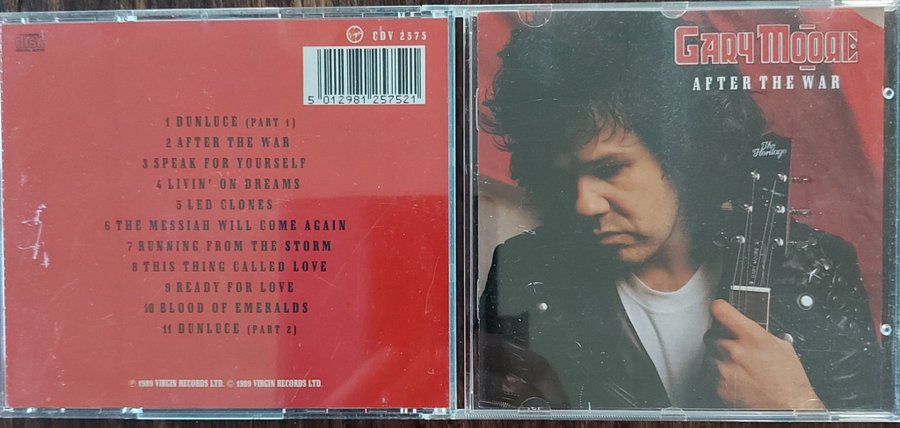 Virgin
CDV 2575
5 012981 257521
1 DUNLUCE (PART 1)
2 AFTER THE WAR
3 SPEAK FOR YOURSELF
4 LIVIN' ON DREAMS
5 LED CLONES
6 THE MESSIAH WILL COME AGAIN
7 RUNNING FROM THE STORM
8 THIS THING CALLED LOVE
9 READY FOR LOVE
10 BLOOD OF EMERALDS
11 DUNLUCE (PART 2)
℗ 1989 VIRGIN RECORDS LTD. © 1989 VIRGIN RECORDS LTD.
GARY MOORE
AFTER THE WAR
The
Heritage
GARY MOORE